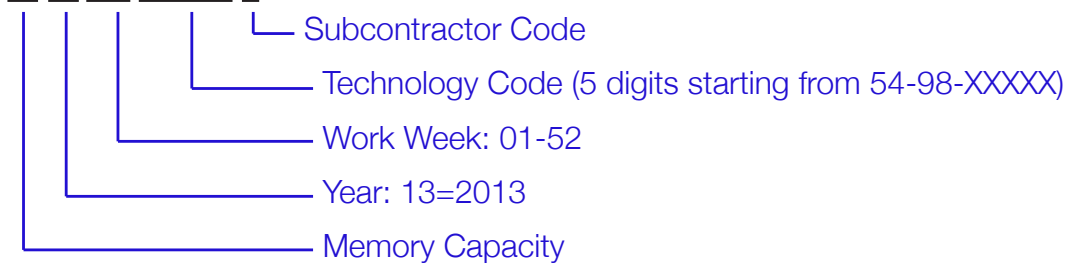 Subcontractor Code
Technology Code (5 digits starting from 54-98-XXXXX)
Work Week: 01-52
Year: 13=2013
Memory Capacity